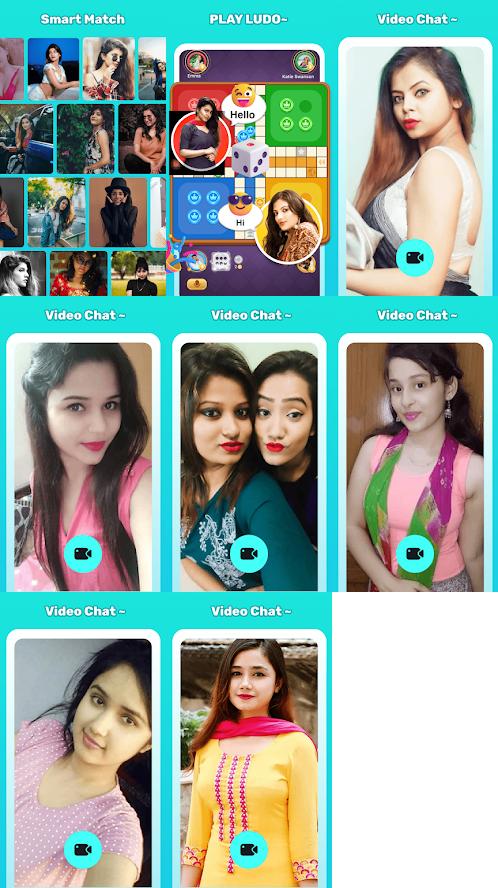 Smart Match
PLAY LUDO~
Video Chat ~
Emma
Katie Swanson
Hello
Hi
Video Chat ~
Video Chat ~
Video Chat ~
Video Chat ~
Video Chat ~